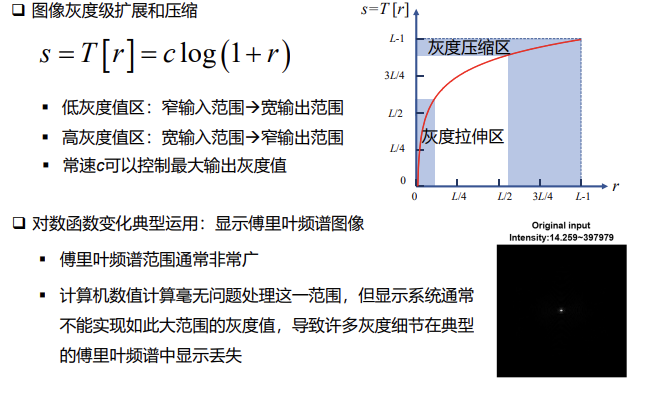 图像灰度级扩展和压缩
s = T[r] = c log(1+r)
低灰度值区：窄输入范围→宽输出范围
高灰度值区：宽输入范围→窄输出范围
常速c可以控制最大输出灰度值
s=T[r]
L-1
灰度压缩区
3L/4
L/2
灰度拉伸区
L/4
0
0 L/4 L/2 3L/4 L-1 r
对数函数变化典型运用：显示傅里叶频谱图像
傅里叶频谱范围通常非常广
计算机数值计算毫无问题处理这一范围，但显示系统通常
不能实现如此大范围的灰度值，导致许多灰度细节在典型
的傅里叶频谱中显示丢失
Original input
Intensity:14.259~397979